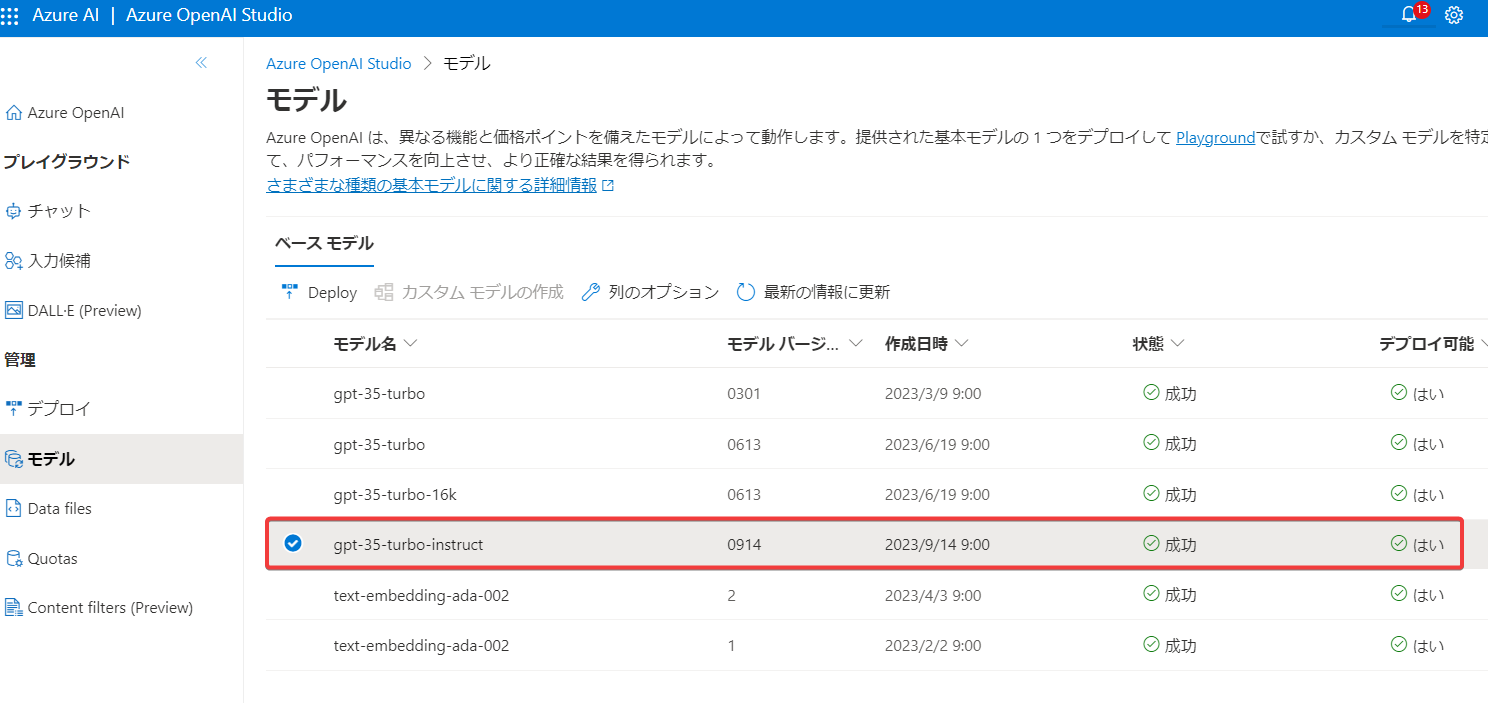 Azure AI | Azure OpenAI Studio
13
Azure OpenAI
プレイグラウンド
チャット
入力候補
DALL·E (Preview)
管理
デプロイ
モデル
Data files
Quotas
Content filters (Preview)
Azure OpenAI Studio > モデル
モデル
Azure OpenAI は、異なる機能と価格ポイントを備えたモデルによって動作します。提供された基本モデルの 1 つをデプロイして Playgroundで試すか、カスタム モデルを特定
て、パフォーマンスを向上させ、より正確な結果を得られます。
さまざまな種類の基本モデルに関する詳細情報
ベース モデル
Deploy カスタム モデルの作成 列のオプション 最新の情報に更新
モデル名 モデル バージ... 作成日時 状態 デプロイ可能
gpt-35-turbo 0301 2023/3/9 9:00 成功 はい
gpt-35-turbo 0613 2023/6/19 9:00 成功 はい
gpt-35-turbo-16k 0613 2023/6/19 9:00 成功 はい
gpt-35-turbo-instruct 0914 2023/9/14 9:00 成功 はい
text-embedding-ada-002 2 2023/4/3 9:00 成功 はい
text-embedding-ada-002 1 2023/2/2 9:00 成功 はい